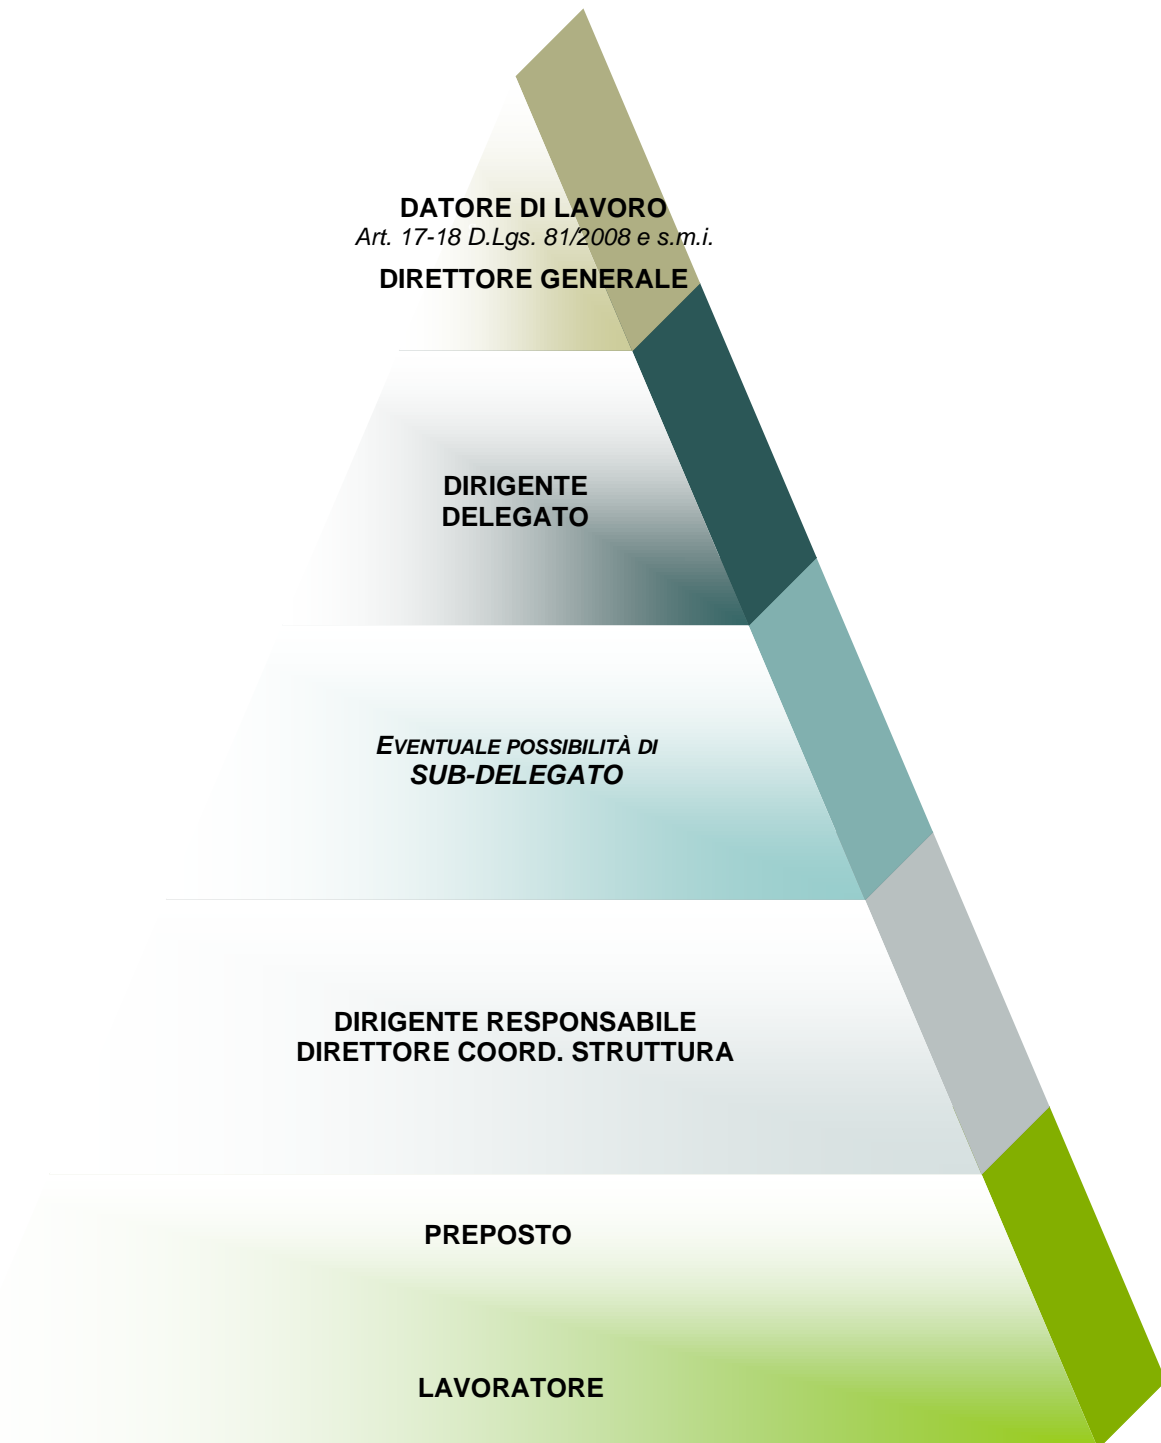 DATORE DI LAVORO
Art. 17-18 D.Lgs. 81/2008 e s.m.i.
DIRETTORE GENERALE
DIRIGENTE
DELEGATO
EVENTUALE POSSIBILITÀ DI
SUB-DELEGATO
DIRIGENTE RESPONSABILE
DIRETTORE COORD. STRUTTURA
PREPOSTO
LAVORATORE